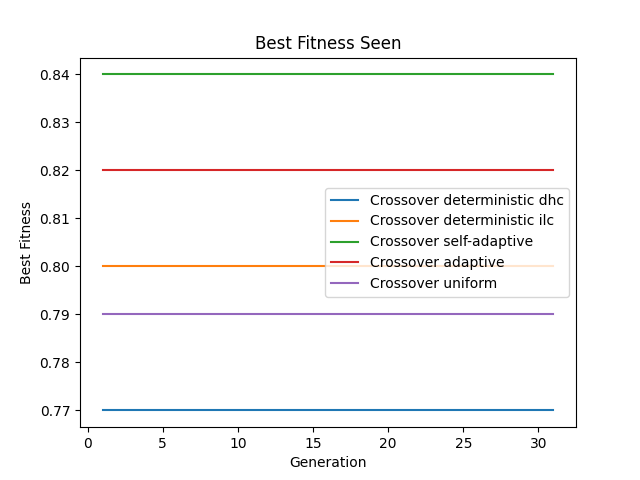 Best Fitness Seen
0.84
0.83
0.82
0.81
0.80
0.79
0.78
0.77
Best Fitness
Crossover deterministic dhc
Crossover deterministic ilc
Crossover self-adaptive
Crossover adaptive
Crossover uniform
0 5 10 15 20 25 30
Generation